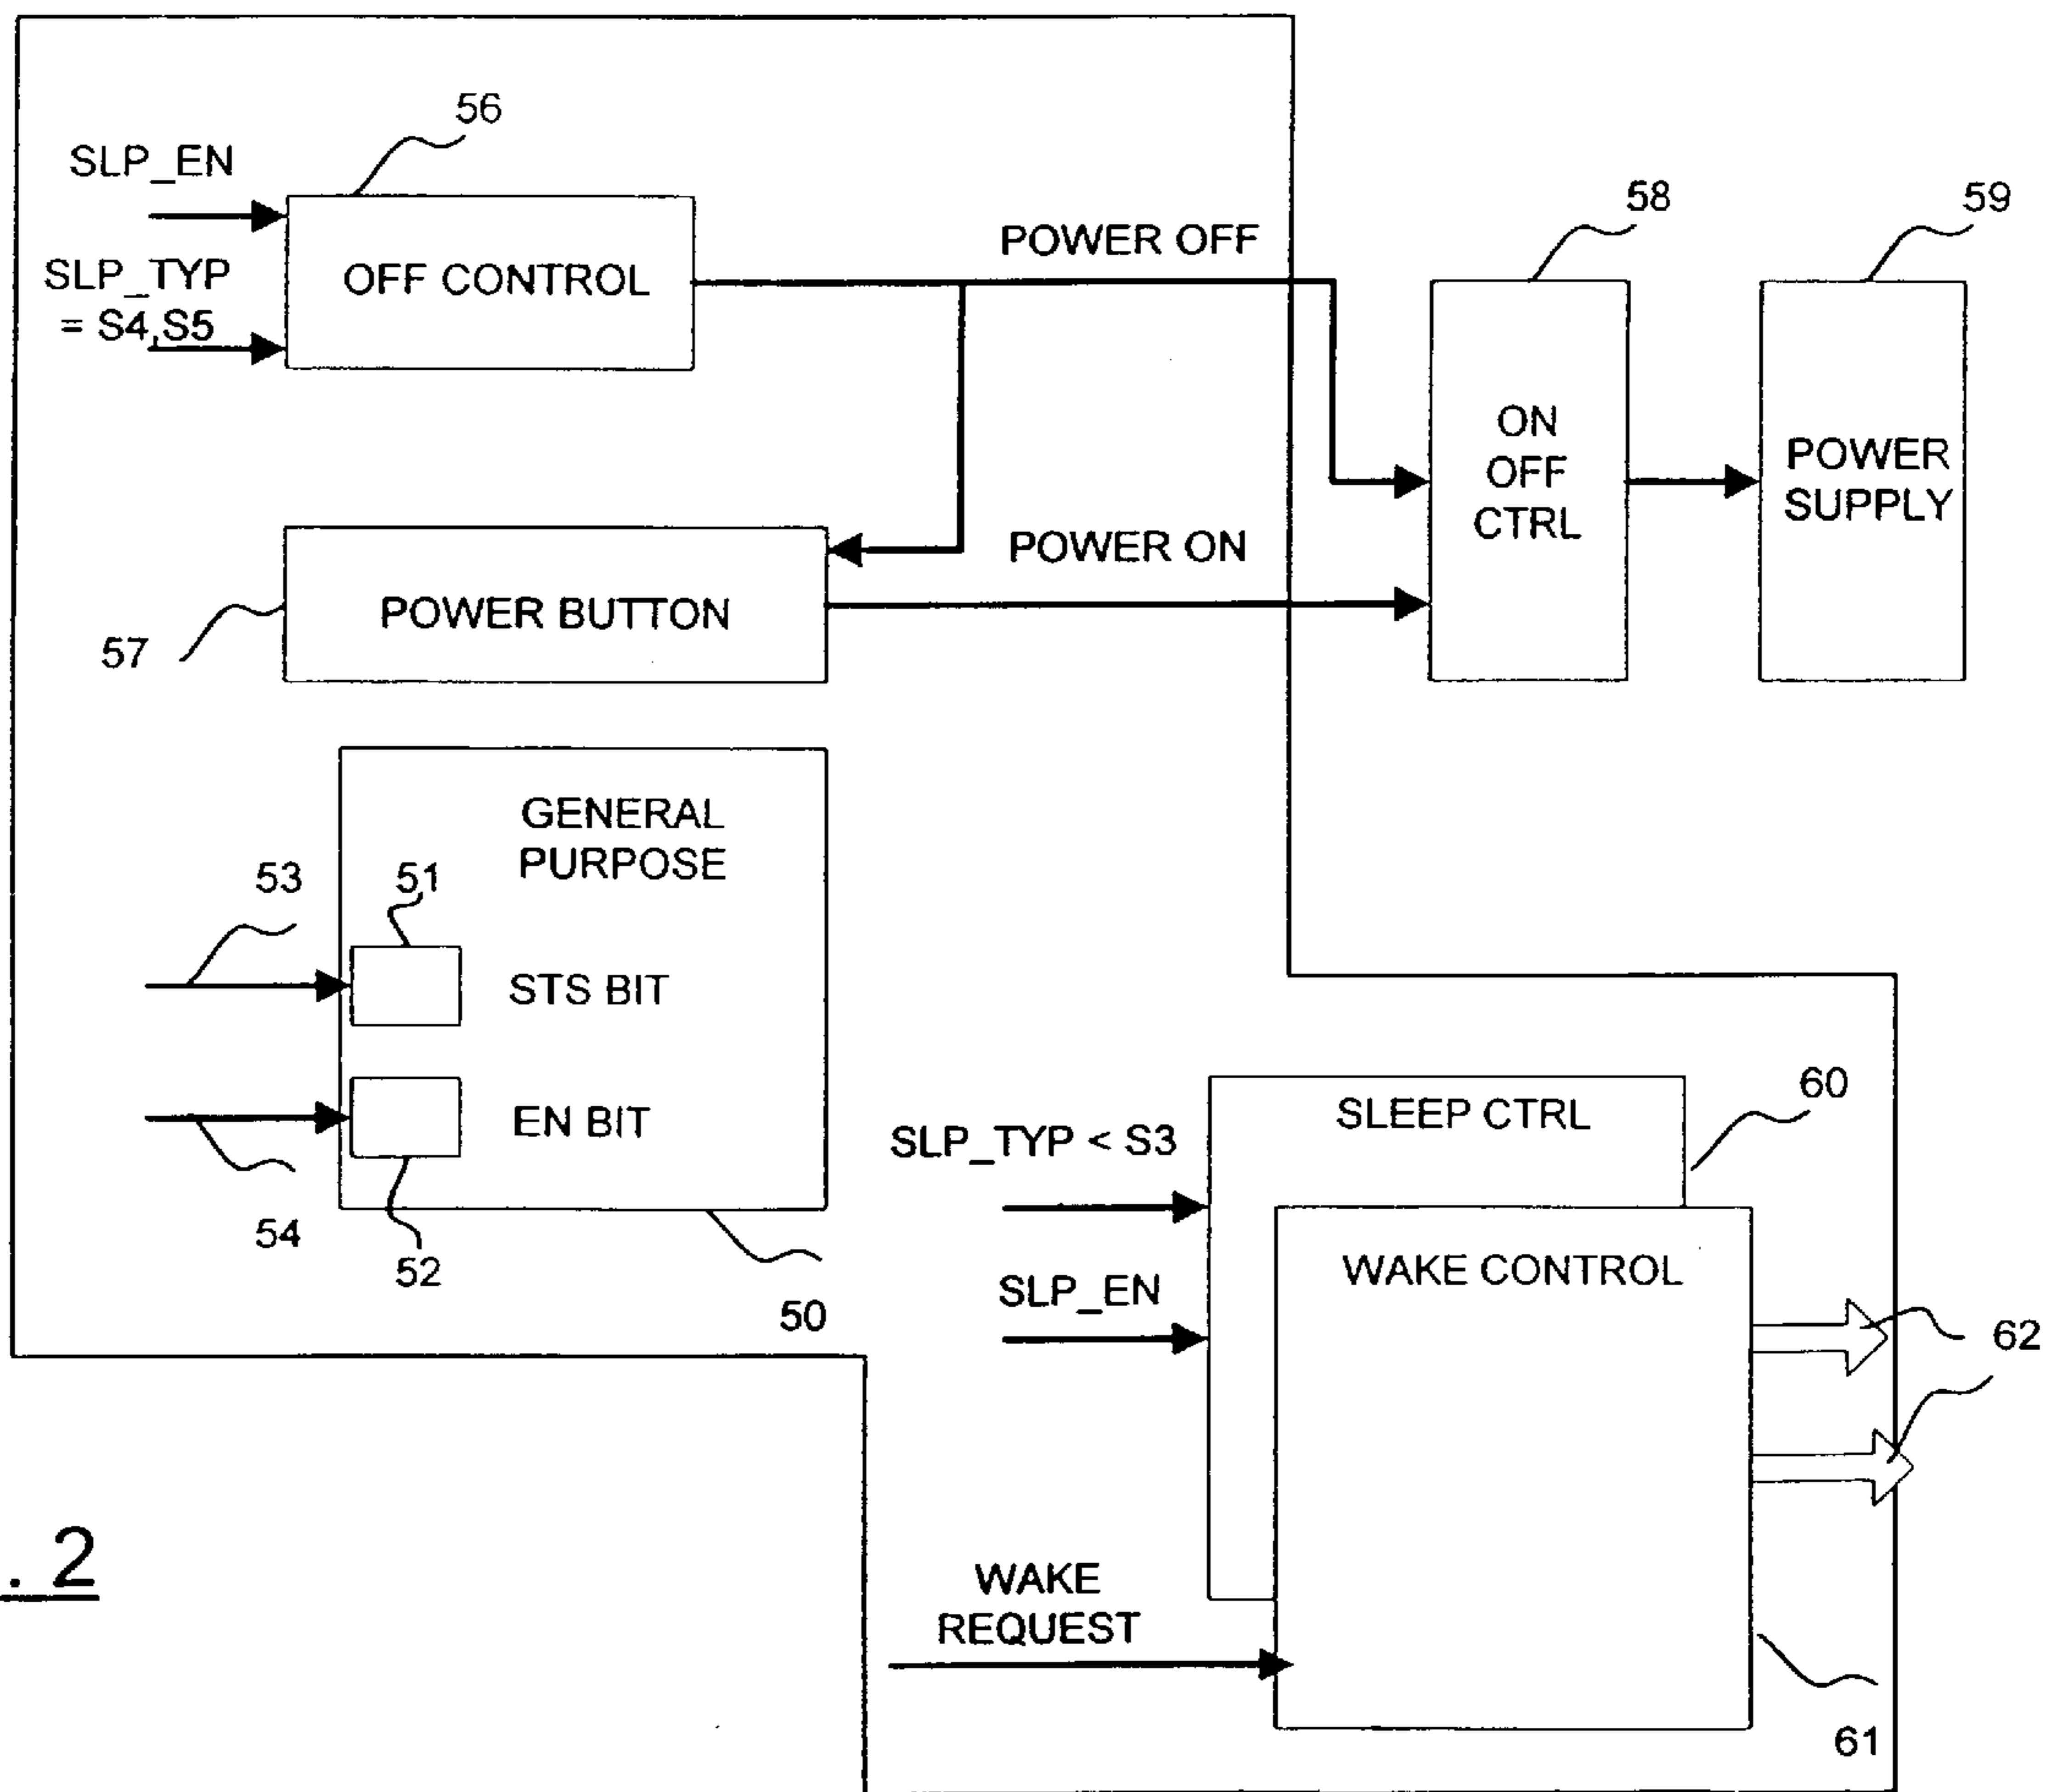 56
SLP_EN
58
59
POWER OFF
SLP_TYP
= S4,S5
OFF CONTROL
ON
OFF
CTRL
POWER
SUPPLY
POWER ON
POWER BUTTON
57
GENERAL
PURPOSE
53
51
STS BIT
EN BIT
54
52
50
60
SLEEP CTRL
SLP_TYP < S3
WAKE CONTROL
SLP_EN
62
WAKE
REQUEST
61
. 2